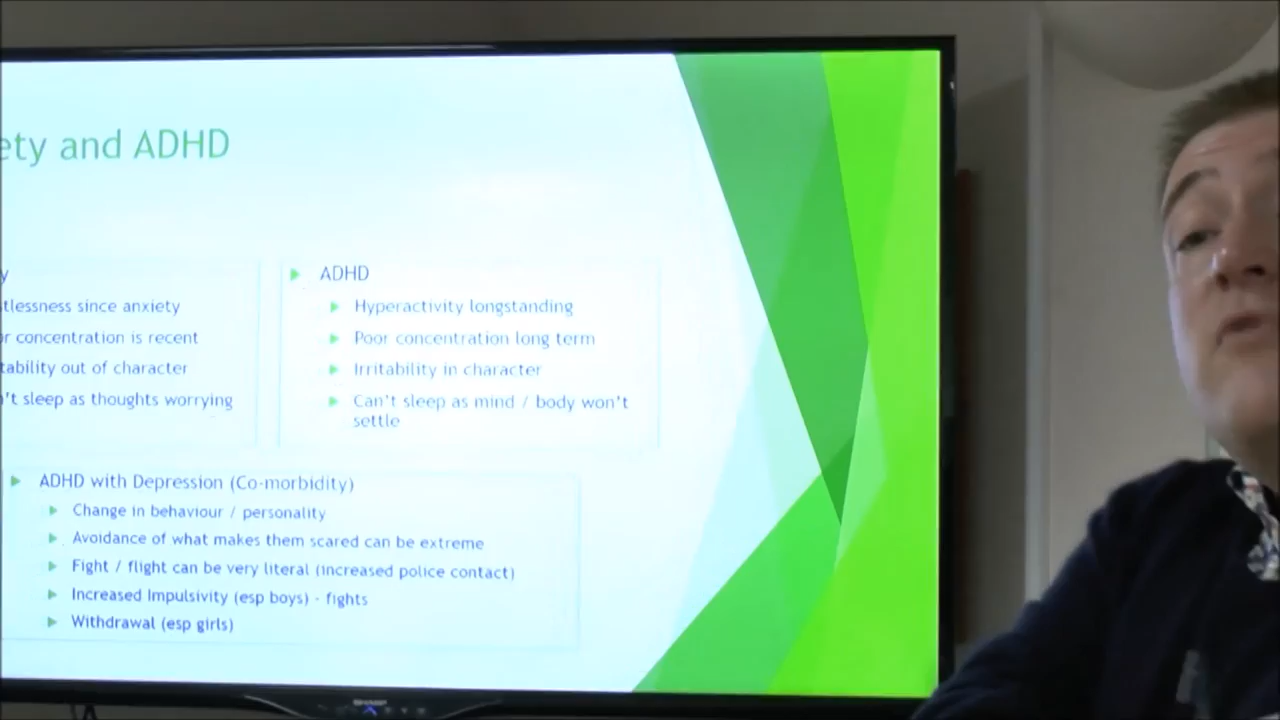 ety and ADHD
y
tlessness since anxiety
r concentration is recent
tability out of character
't sleep as thoughts worrying
ADHD
Hyperactivity longstanding
Poor concentration long term
Irritability in character
Can't sleep as mind / body won't
settle
ADHD with Depression (Co-morbidity)
Change in behaviour / personality
Avoidance of what makes them scared can be extreme
Fight / flight can be very literal (increased police contact)
Increased Impulsivity (esp boys) - fights
Withdrawal (esp girls)
SHARP